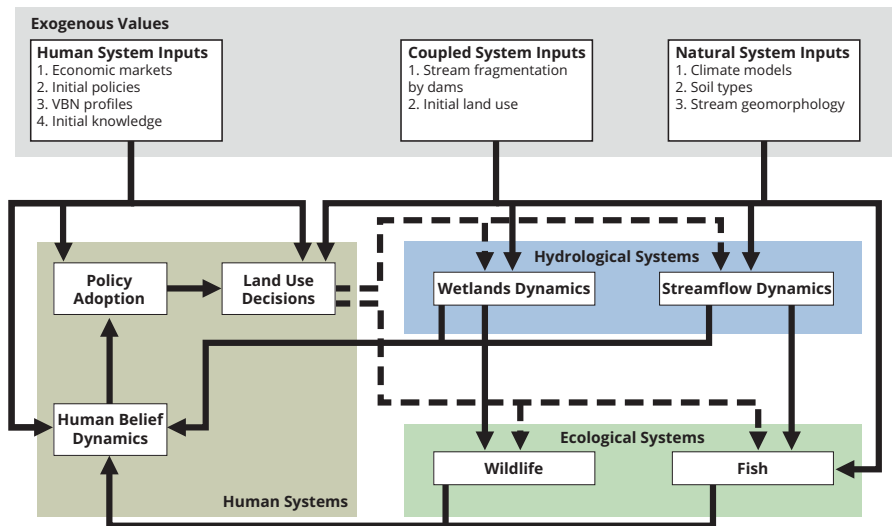 Exogenous Values
Human System Inputs
1. Economic markets
2. Initial policies
3. VBN profiles
4. Initial knowledge
Coupled System Inputs
1. Stream fragmentation
by dams
2. Initial land use
Natural System Inputs
1. Climate models
2. Soil types
3. Stream geomorphology
Hydrological Systems
Policy
Adoption
Land Use
Decisions
Wetlands Dynamics
Streamflow Dynamics
Human Belief
Dynamics
Ecological Systems
Wildlife
Fish
Human Systems